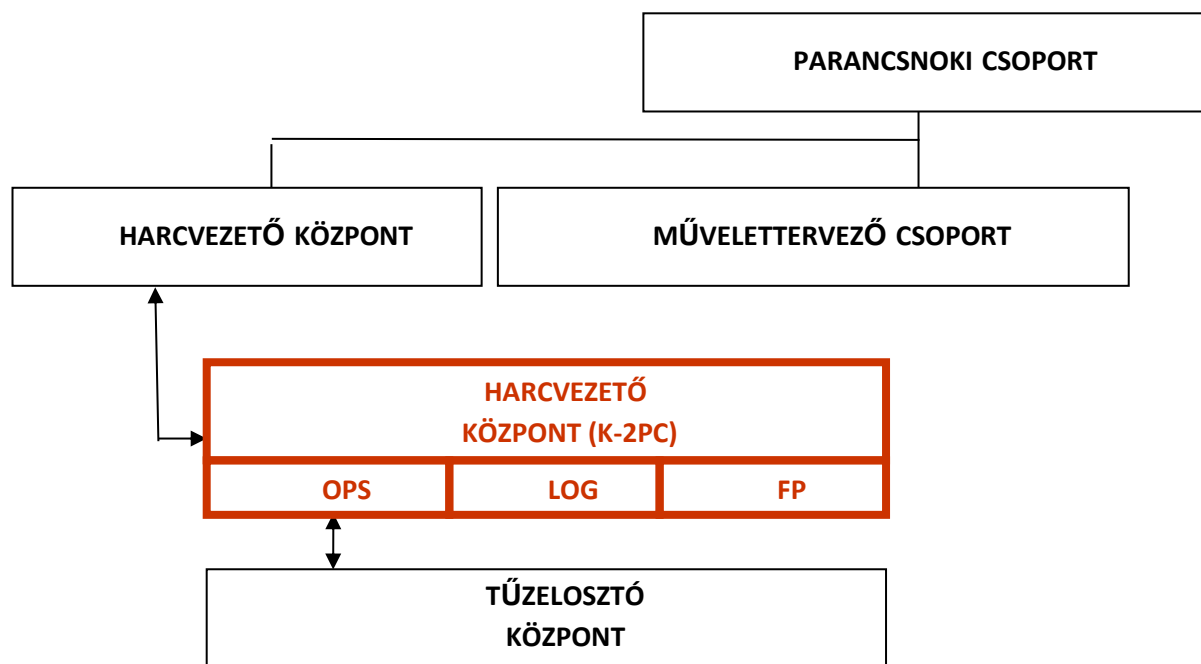 PARANCSNOKI CSOPORT
HARCVEZETŐ KÖZPONT
MŰVELETTERVEZŐ CSOPORT
HARCVEZETŐ
KÖZPONT (K-2PC)
OPS
LOG
FP
TŰZELOSZTÓ
KÖZPONT